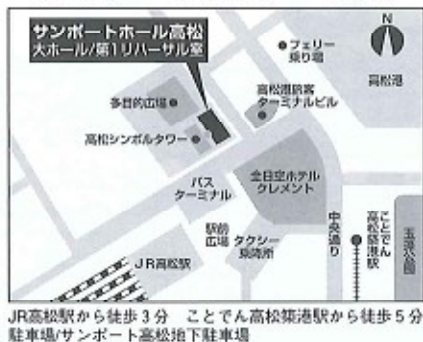 サンポートホール高松
大ホール/第1リハーサル室
N
フェリー
乗り場
高松港
多目的広場
高松港旅客
ターミナルビル
高松シンボルタワー
バス
ターミナル
全日空ホテル
クレメント
駅前
広場
タクシー
乗降所
中央通り
ことでん
高松築港駅
玉藻公園
JR高松駅
JR高松駅から徒歩3分 ことでん高松築港駅から徒歩5分
駐車場/サンポート高松地下駐車場